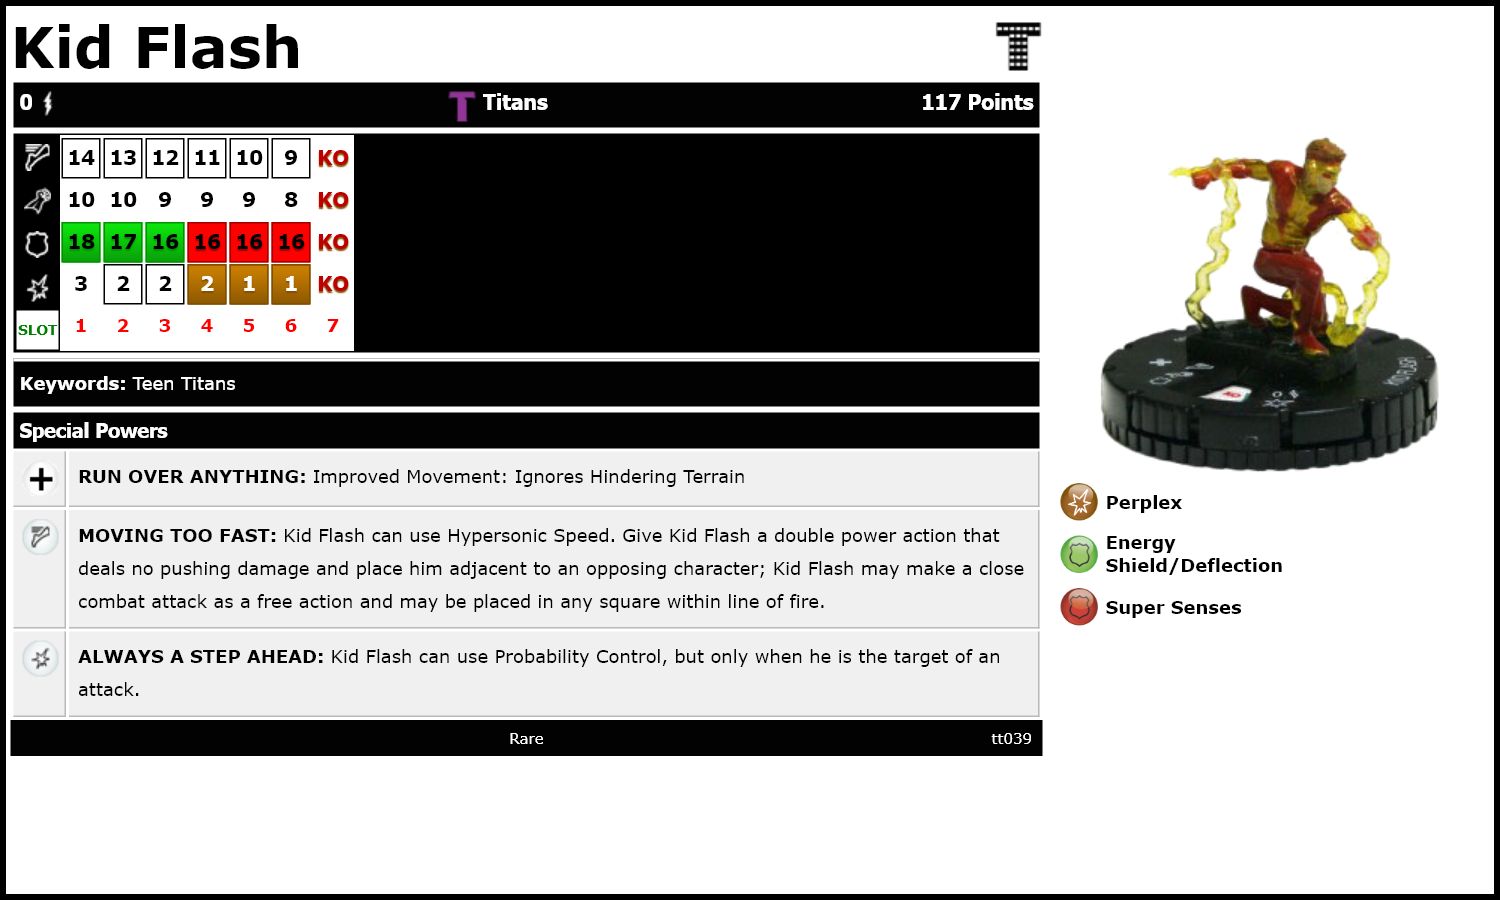 Kid Flash
T
0 Titans 117 Points
14 13 12 11 10 9 KO
10 10 9 9 9 8 KO
18 17 16 16 16 16 KO
3 2 2 2 1 1 KO
SLOT 1 2 3 4 5 6 7
Keywords: Teen Titans
Special Powers
RUN OVER ANYTHING: Improved Movement: Ignores Hindering Terrain
MOVING TOO FAST: Kid Flash can use Hypersonic Speed. Give Kid Flash a double power action that
deals no pushing damage and place him adjacent to an opposing character; Kid Flash may make a close
combat attack as a free action and may be placed in any square within line of fire.
ALWAYS A STEP AHEAD: Kid Flash can use Probability Control, but only when he is the target of an
attack.
Rare tt039
KID FLASH
KO
Perplex
Energy
Shield/Deflection
Super Senses